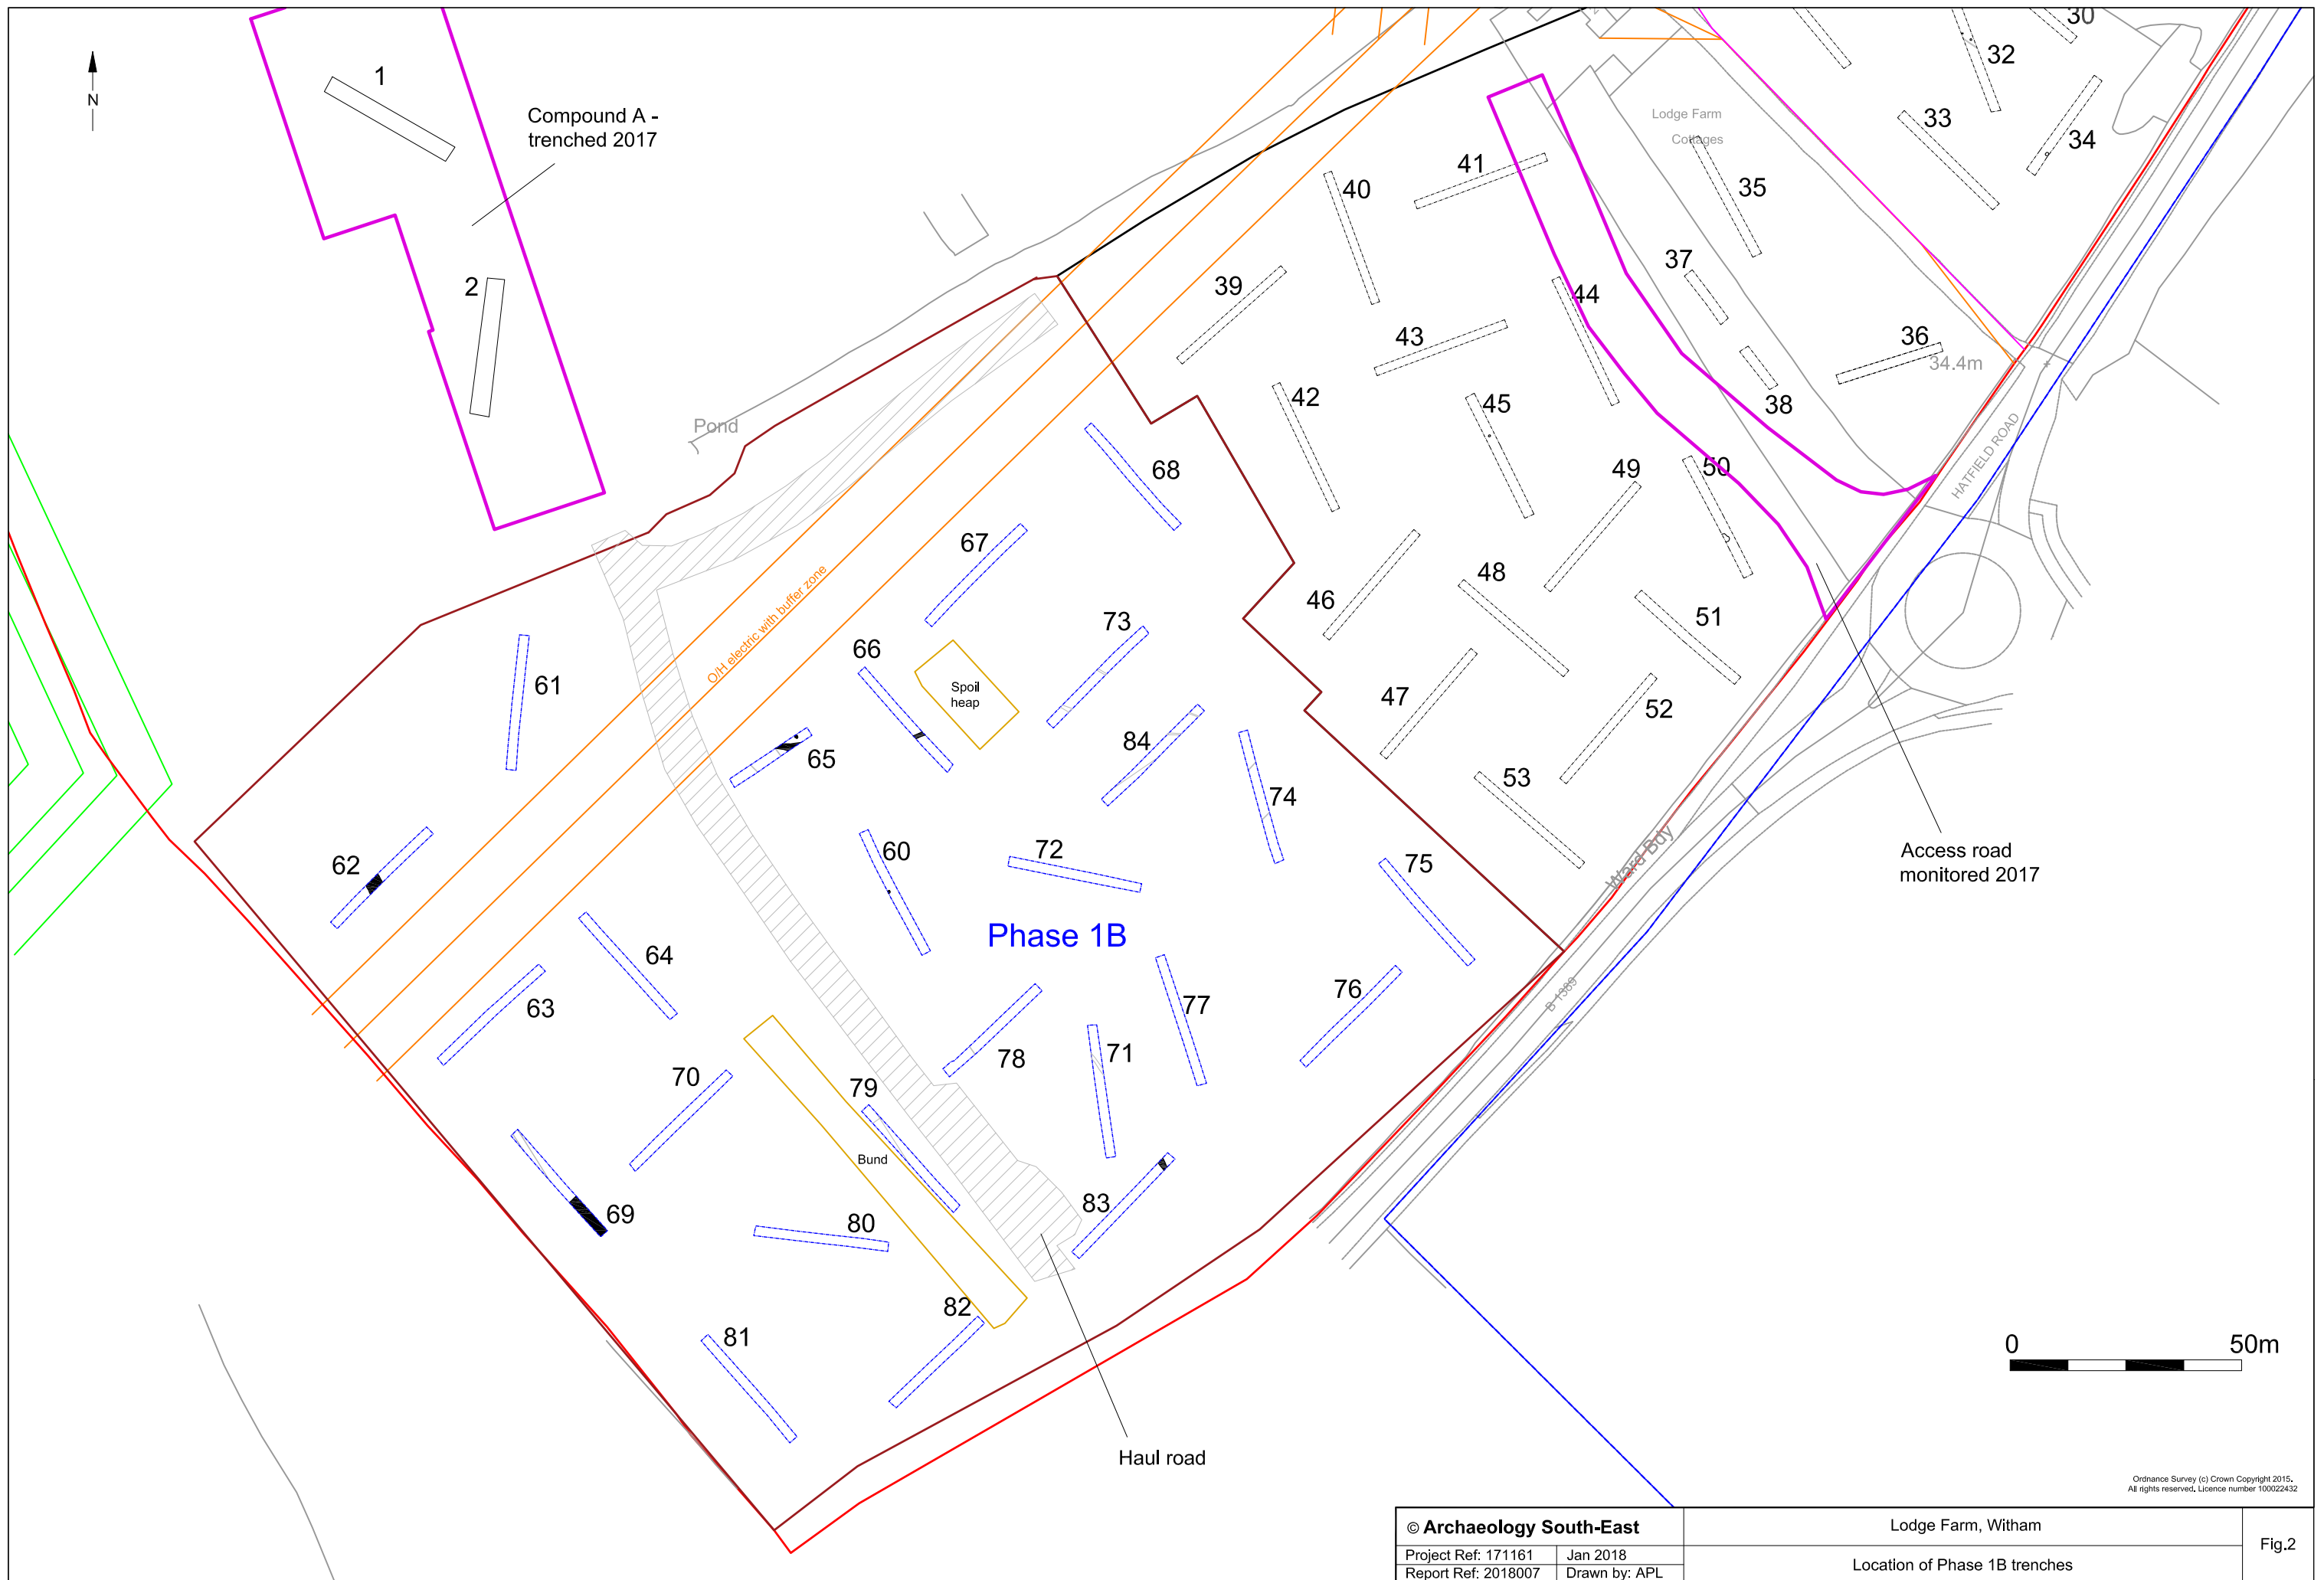 N
1
Compound A -
trenched 2017
2
30
32
33
34
Lodge Farm
Cottages
35
41
40
37
44
39
43
36
34.4m
42
45
38
HATFIELD ROAD
Pond
68
49
50
67
48
46
51
73
66
O/H electric with buffer zone
61
Spoil
heap
47
52
84
65
74
53
62
60
72
75
Ward Bdy
Access road
monitored 2017
Phase 1B
64
63
77
76
B 1389
78
71
70
79
Bund
83
69
80
82
81
0
50m
Haul road
Ordnance Survey (c) Crown Copyright 2015.
All rights reserved. Licence number 100022432
© Archaeology South-East
Project Ref: 171161
Jan 2018
Report Ref: 2018007
Drawn by: APL
Lodge Farm, Witham
Location of Phase 1B trenches
Fig.2